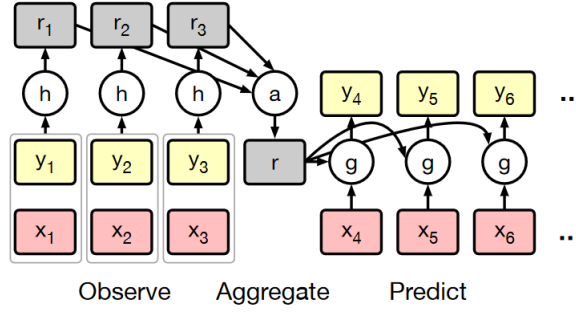 r1 r2 r3
h h h a
y4 y5 y6 ..
y1 y2 y3 r g g g
x1 x2 x3 x4 x5 x6 ..
Observe Aggregate Predict